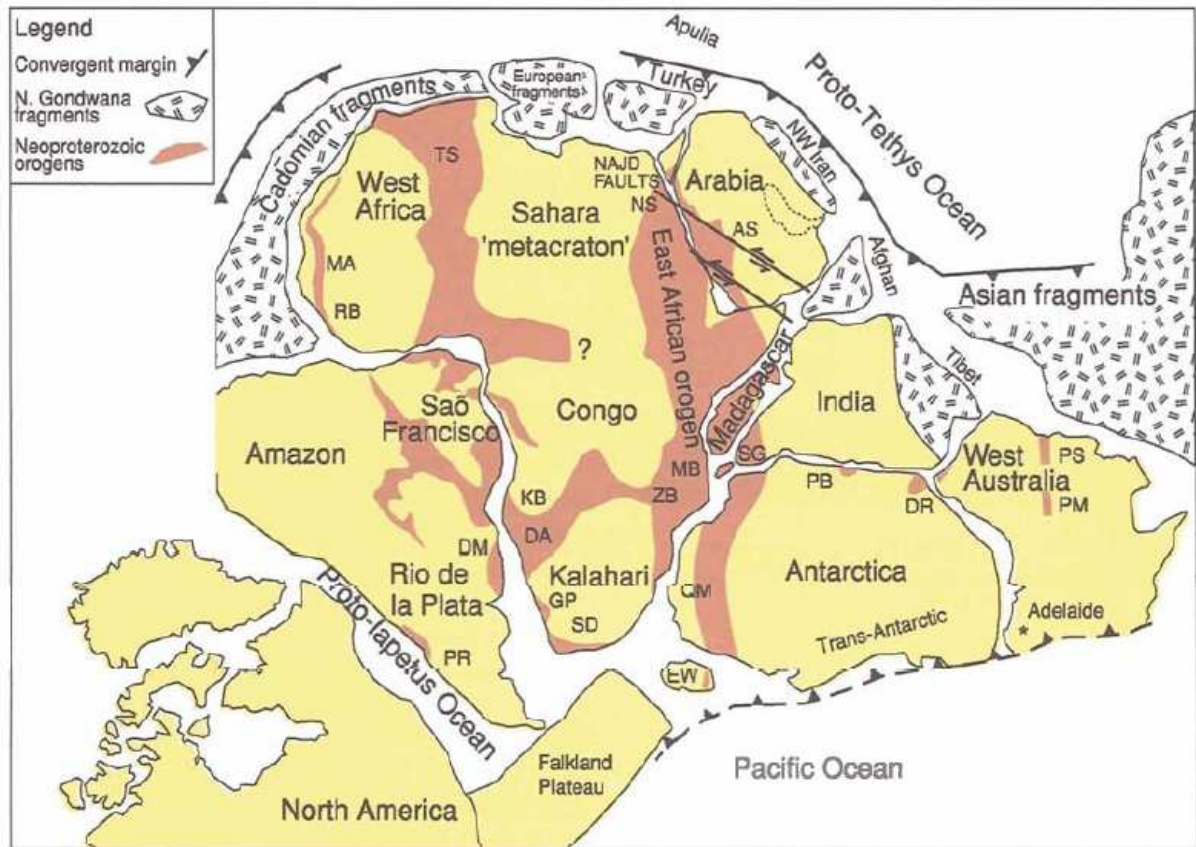 Legend
Convergent margin
N. Gondwana
fragments
Neoproterozoic
orogens
Apulia
Proto-Tethys Ocean
Cadomian fragments
European
fragments
Turkey
NW Iran
TS
West
Africa
NAJD
FAULTS
NS
Arabia
Sahara
'metacraton'
AS
East African orogen
Afghan
MA
RB
Asian fragments
?
Madagascar
Tibet
Saõ
Francisco
Congo
India
Amazon
MB
SG
West
Australia
PS
PM
KB
ZB
PB
DR
DA
DM
Rio de
la Plata
Kalahari
GP
SD
QM
Antarctica
Trans-Antarctic
Adelaide
*
Proto-Iapetus Ocean
PR
EW
Falkland
Plateau
Pacific Ocean
North America